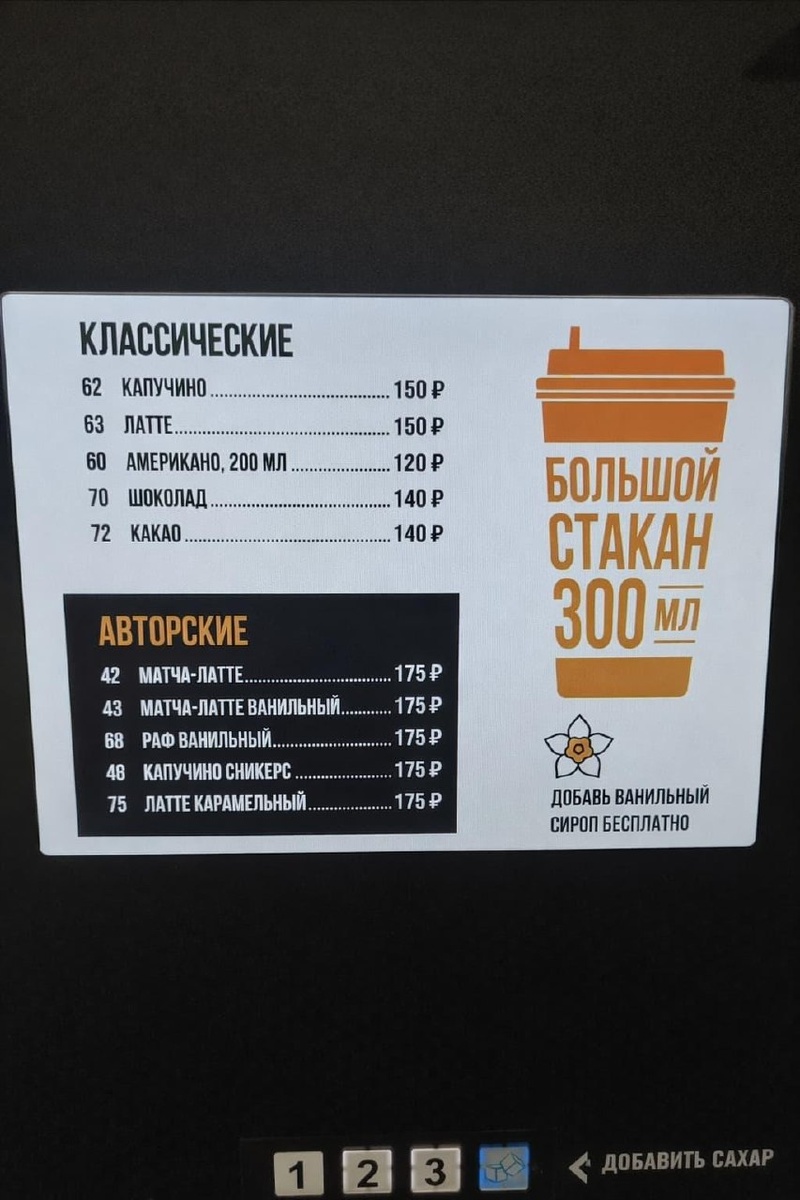 КЛАССИЧЕСКИЕ
62 КАПУЧИНО 150 ₽
63 ЛАТТЕ 150 ₽
60 АМЕРИКАНО, 200 МЛ 120 ₽
70 ШОКОЛАД 140 ₽
72 КАКАО 140 ₽
АВТОРСКИЕ
42 МАТЧА-ЛАТТЕ 175 ₽
43 МАТЧА-ЛАТТЕ ВАНИЛЬНЫЙ 175 ₽
68 РАФ ВАНИЛЬНЫЙ 175 ₽
48 КАПУЧИНО СНИКЕРС 175 ₽
75 ЛАТТЕ КАРАМЕЛЬНЫЙ 175 ₽
БОЛЬШОЙ
СТАКАН
300 МЛ
ДОБАВЬ ВАНИЛЬНЫЙ
СИРОП БЕСПЛАТНО
1 2 3 ДОБАВИТЬ САХАР